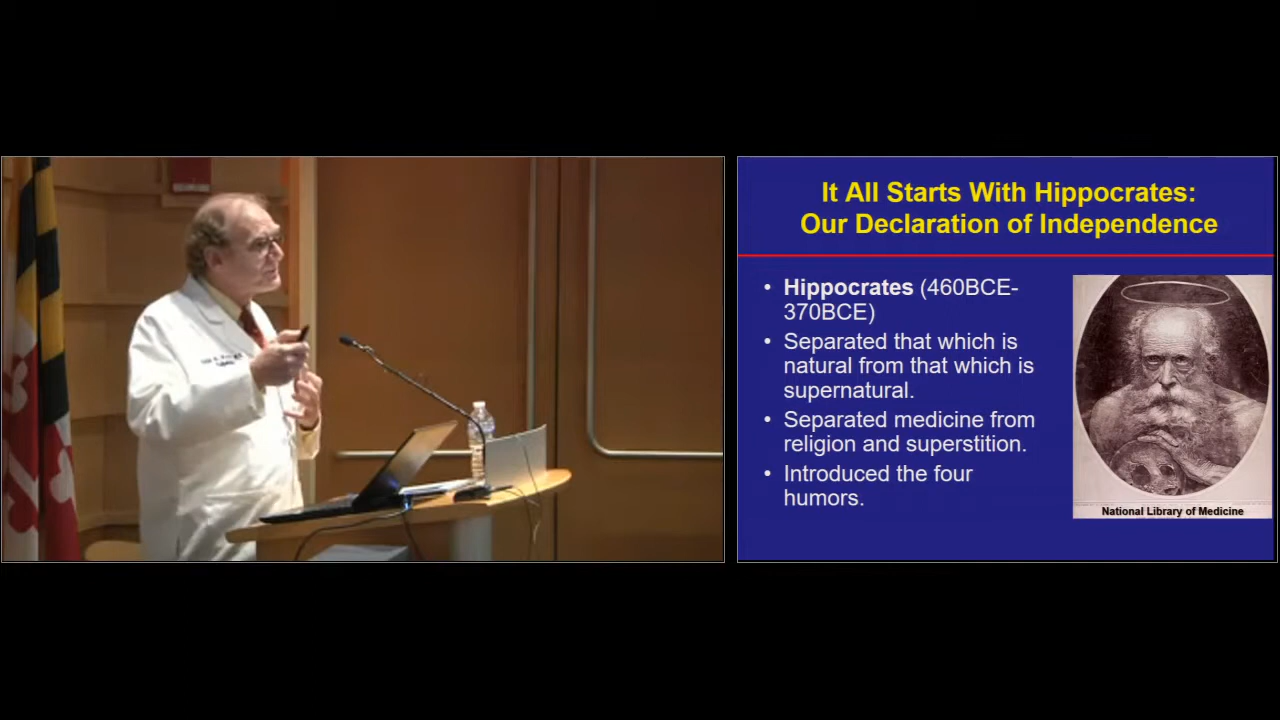 It All Starts With Hippocrates:
Our Declaration of Independence
• Hippocrates (460BCE-
370BCE)
• Separated that which is
natural from that which is
supernatural.
• Separated medicine from
religion and superstition.
• Introduced the four
humors.
National Library of Medicine